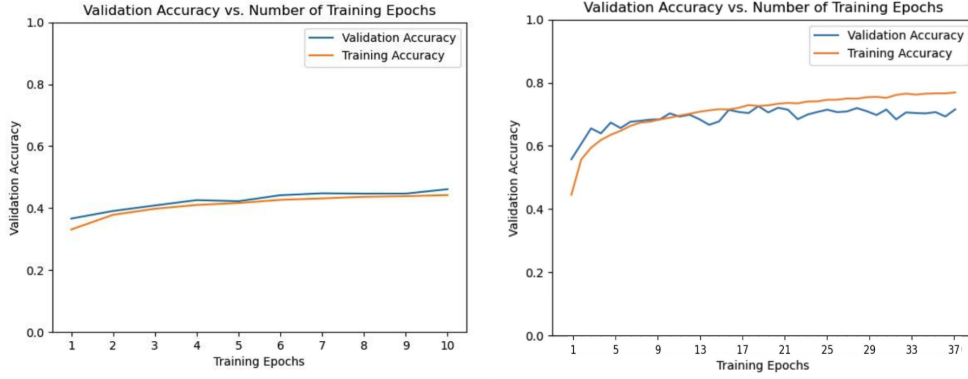 Validation Accuracy vs. Number of Training Epochs
1.0
0.8
0.6
0.4
0.2
0.0
Validation Accuracy
Validation Accuracy
Training Accuracy
1 2 3 4 5 6 7 8 9 10
Training Epochs
Validation Accuracy vs. Number of Training Epochs
1.0
0.8
0.6
0.4
0.2
0.0
Validation Accuracy
Validation Accuracy
Training Accuracy
1 5 9 13 17 21 25 29 33 37
Training Epochs